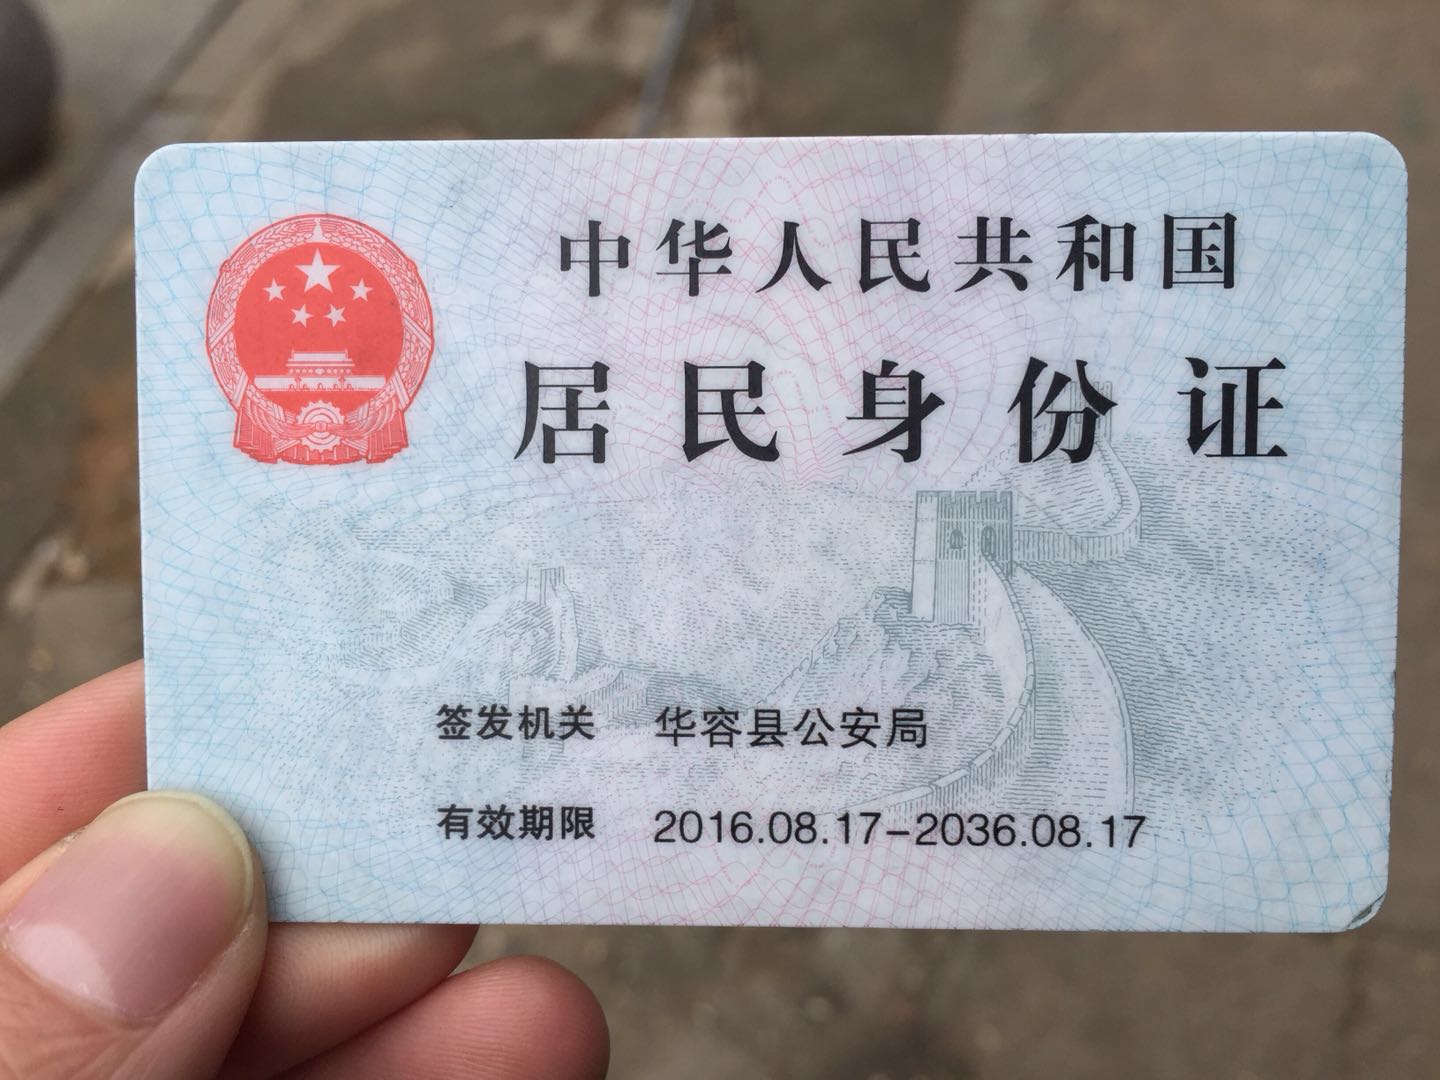 中华人民共和国
居民身份证
签发机关 华容县公安局
有效期限 2016.08.17-2036.08.17